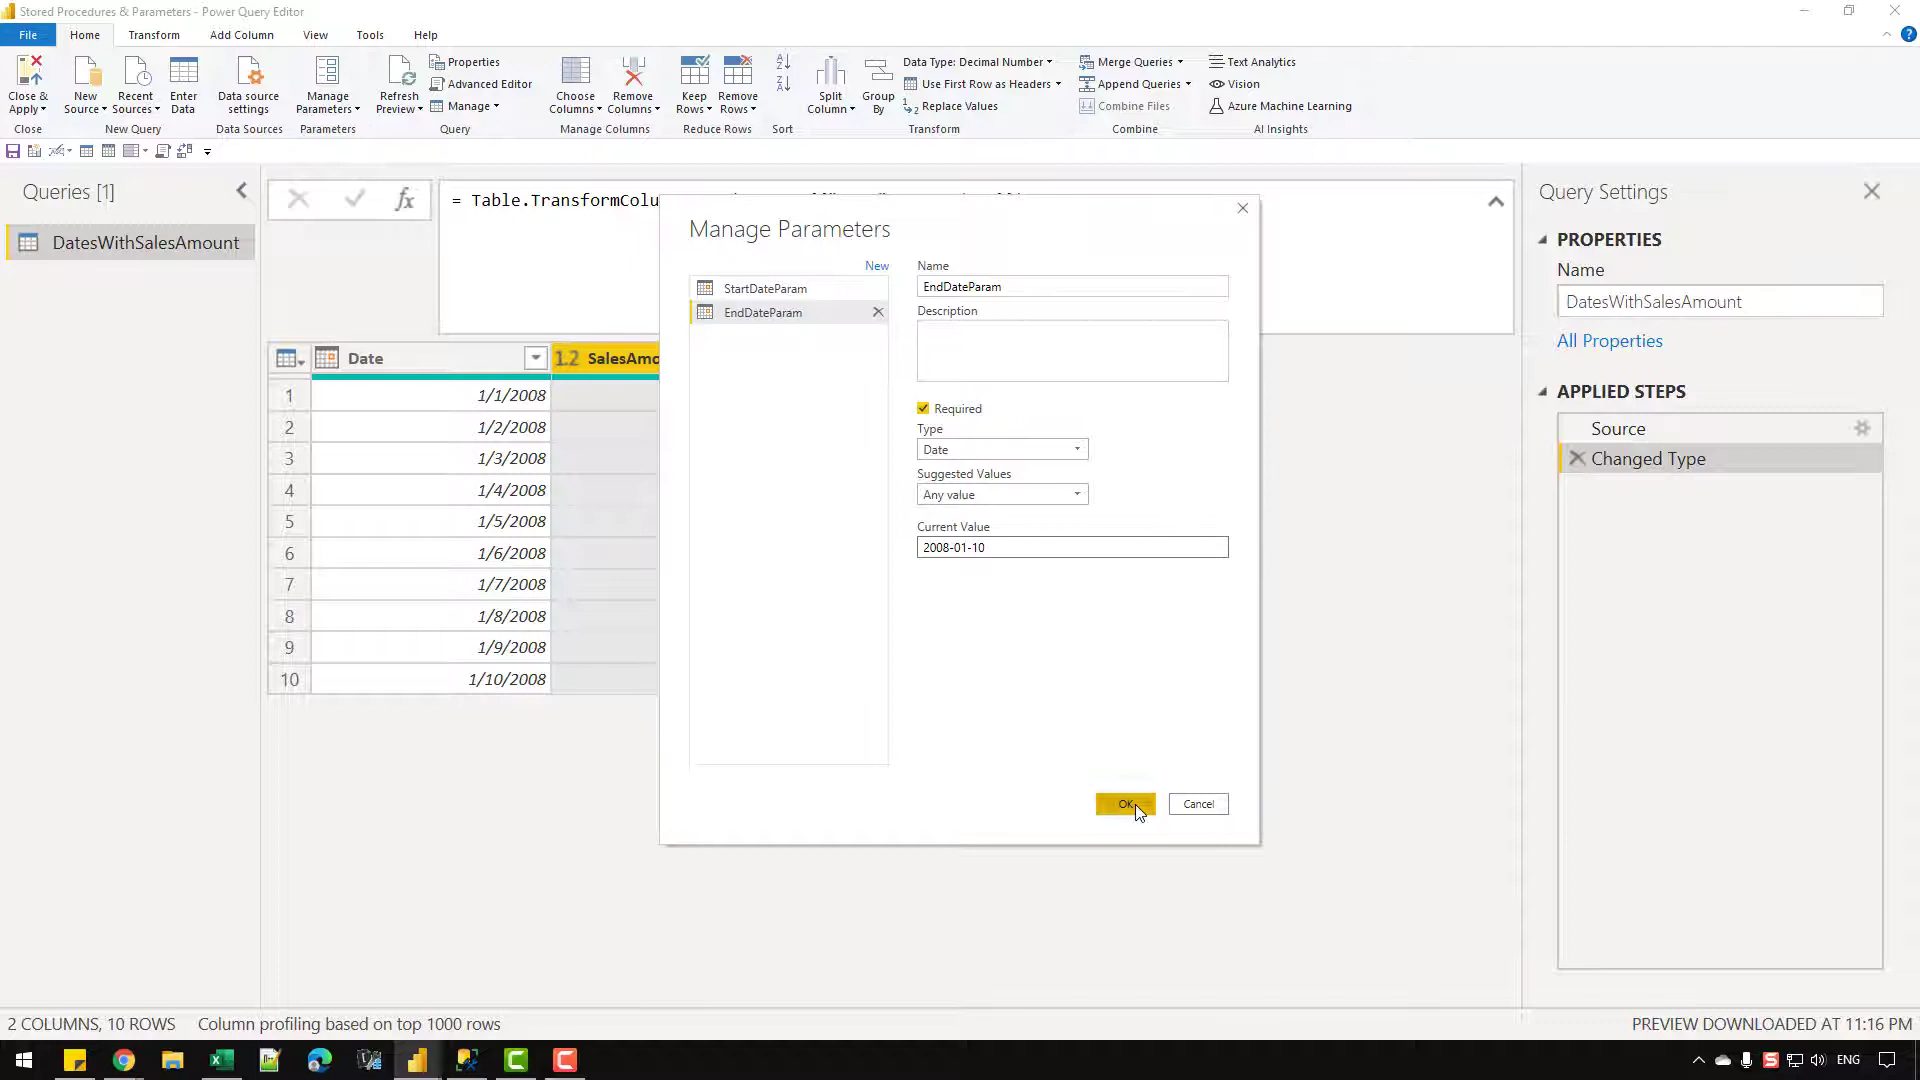 Stored Procedures & Parameters - Power Query Editor
File Home Transform Add Column View Tools Help
Close & Apply
New Source
Recent Sources
Enter Data
Data source settings
Manage Parameters
Refresh Preview
Properties
Advanced Editor
Manage
Choose Columns
Remove Columns
Keep Rows
Remove Rows
Split Column
Group By
Data Type: Decimal Number
Use First Row as Headers
Replace Values
Merge Queries
Append Queries
Combine Files
Text Analytics
Vision
Azure Machine Learning
Close New Query Data Sources Parameters Query Manage Columns Reduce Rows Sort Transform Combine AI Insights
Queries [1]
DatesWithSalesAmount
fx
= Table.TransformColu
Date
1.2 SalesAmo
1 1/1/2008
2 1/2/2008
3 1/3/2008
4 1/4/2008
5 1/5/2008
6 1/6/2008
7 1/7/2008
8 1/8/2008
9 1/9/2008
10 1/10/2008
Manage Parameters
New
StartDateParam
EndDateParam
Name
EndDateParam
Description
Required
Type
Date
Suggested Values
Any value
Current Value
2008-01-10
OK
Cancel
Query Settings
PROPERTIES
Name
DatesWithSalesAmount
All Properties
APPLIED STEPS
Source
Changed Type
2 COLUMNS, 10 ROWS Column profiling based on top 1000 rows
PREVIEW DOWNLOADED AT 11:16 PM
ENG